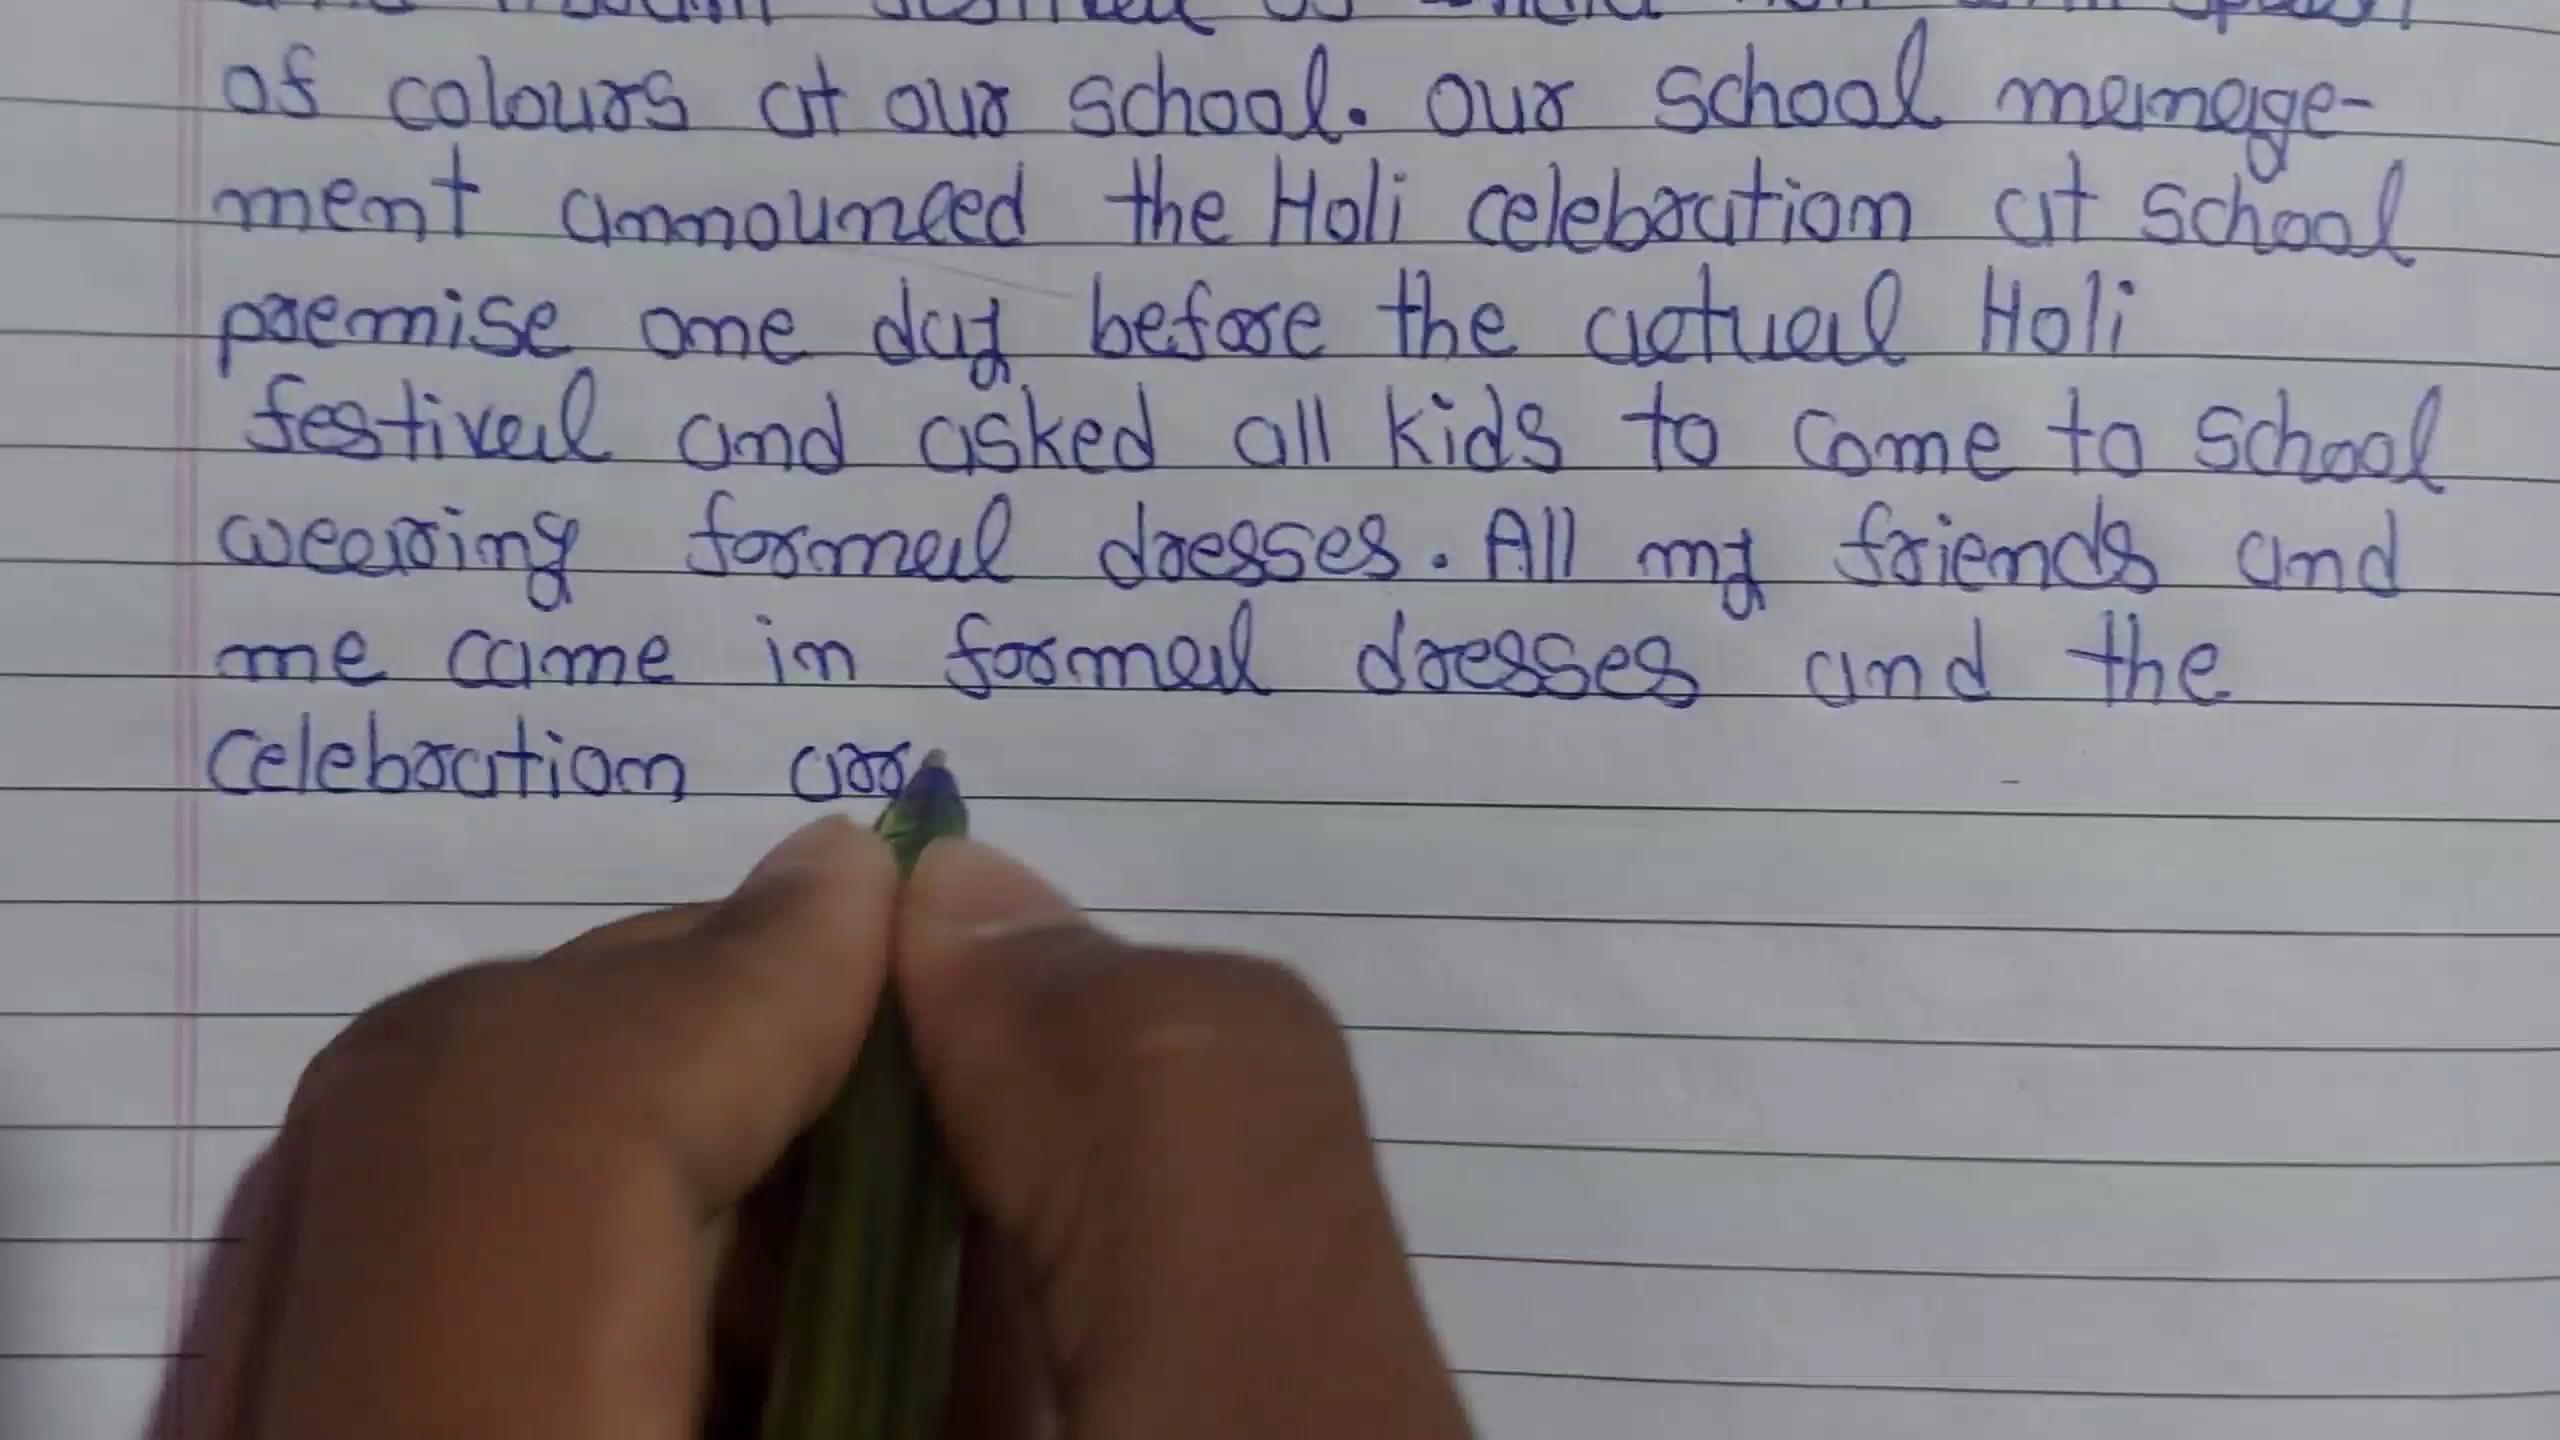 of colours at our school. Our school manage-
ment announced the Holi celebration at school
premise one day before the actual Holi
festival and asked all kids to come to school
wearing formal dresses. All my friends and
me came in formal dresses and the
celebration arr